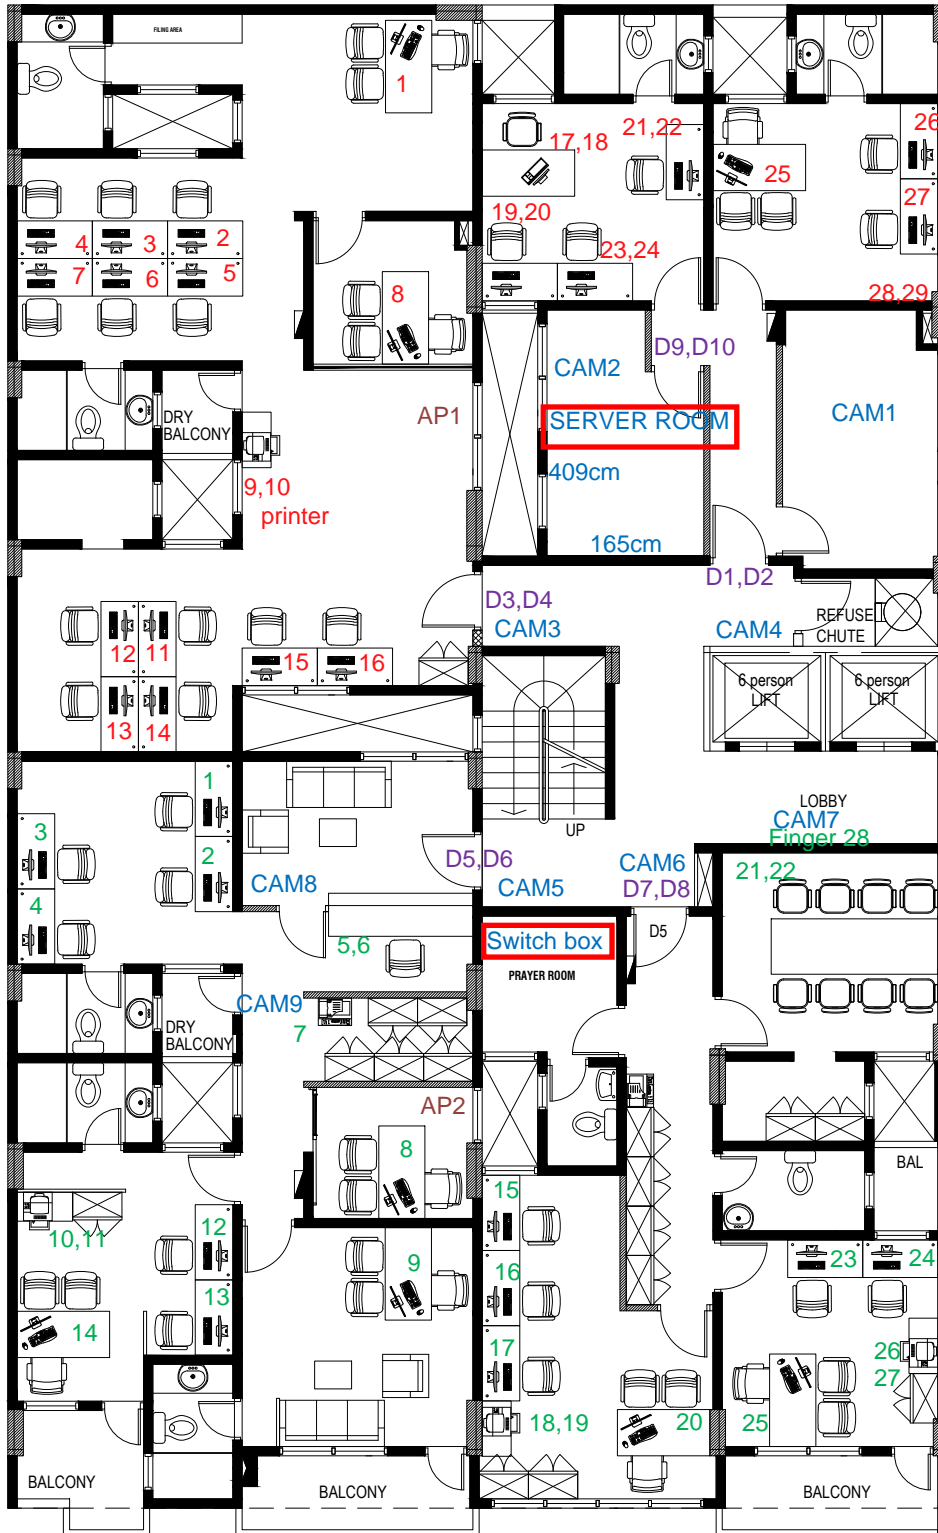 FILING AREA
1
17,18
21,22
26
25
27
19,20
23,24
28,29
4
3
2
7
6
5
8
D9,D10
CAM2
CAM1
AP1
SERVER ROOM
DRY
BALCONY
409cm
9,10
printer
165cm
D1,D2
D3,D4
CAM3
CAM4
REFUSE
CHUTE
12
11
15
16
13
14
6 person
LIFT
6 person
LIFT
1
3
2
4
UP
LOBBY
CAM7
Finger 28
D5,D6
CAM6
21,22
CAM8
CAM5
D7,D8
5,6
Switch box
D5
PRAYER ROOM
CAM9
7
DRY
BALCONY
AP2
8
BAL
15
10,11
12
16
9
23
24
13
14
17
26
27
18,19
20
25
BALCONY
BALCONY
BALCONY